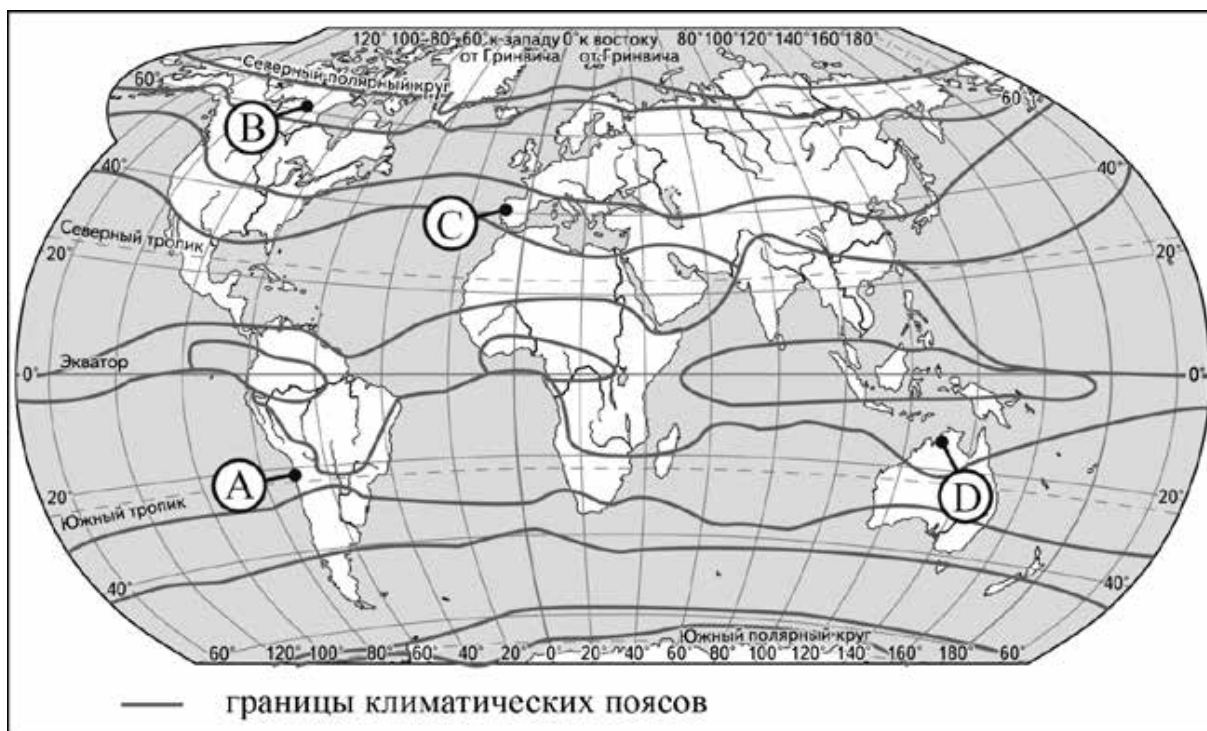 120° 100° 80° 60° к западу 0° к востоку 80° 100° 120° 140° 160° 180°
от Гринвича от Гринвича
Северный полярный круг
60° 60°
B
40° 40°
C
Северный тропик
20° 20°
Экватор
0° 0°
A
D
20° 20°
Южный тропик
40° 40°
Южный полярный круг
60° 120° 100° 80° 60° 40° 20° 0° 20° 40° 60° 80° 100° 120° 140° 180° 60°
границы климатических поясов